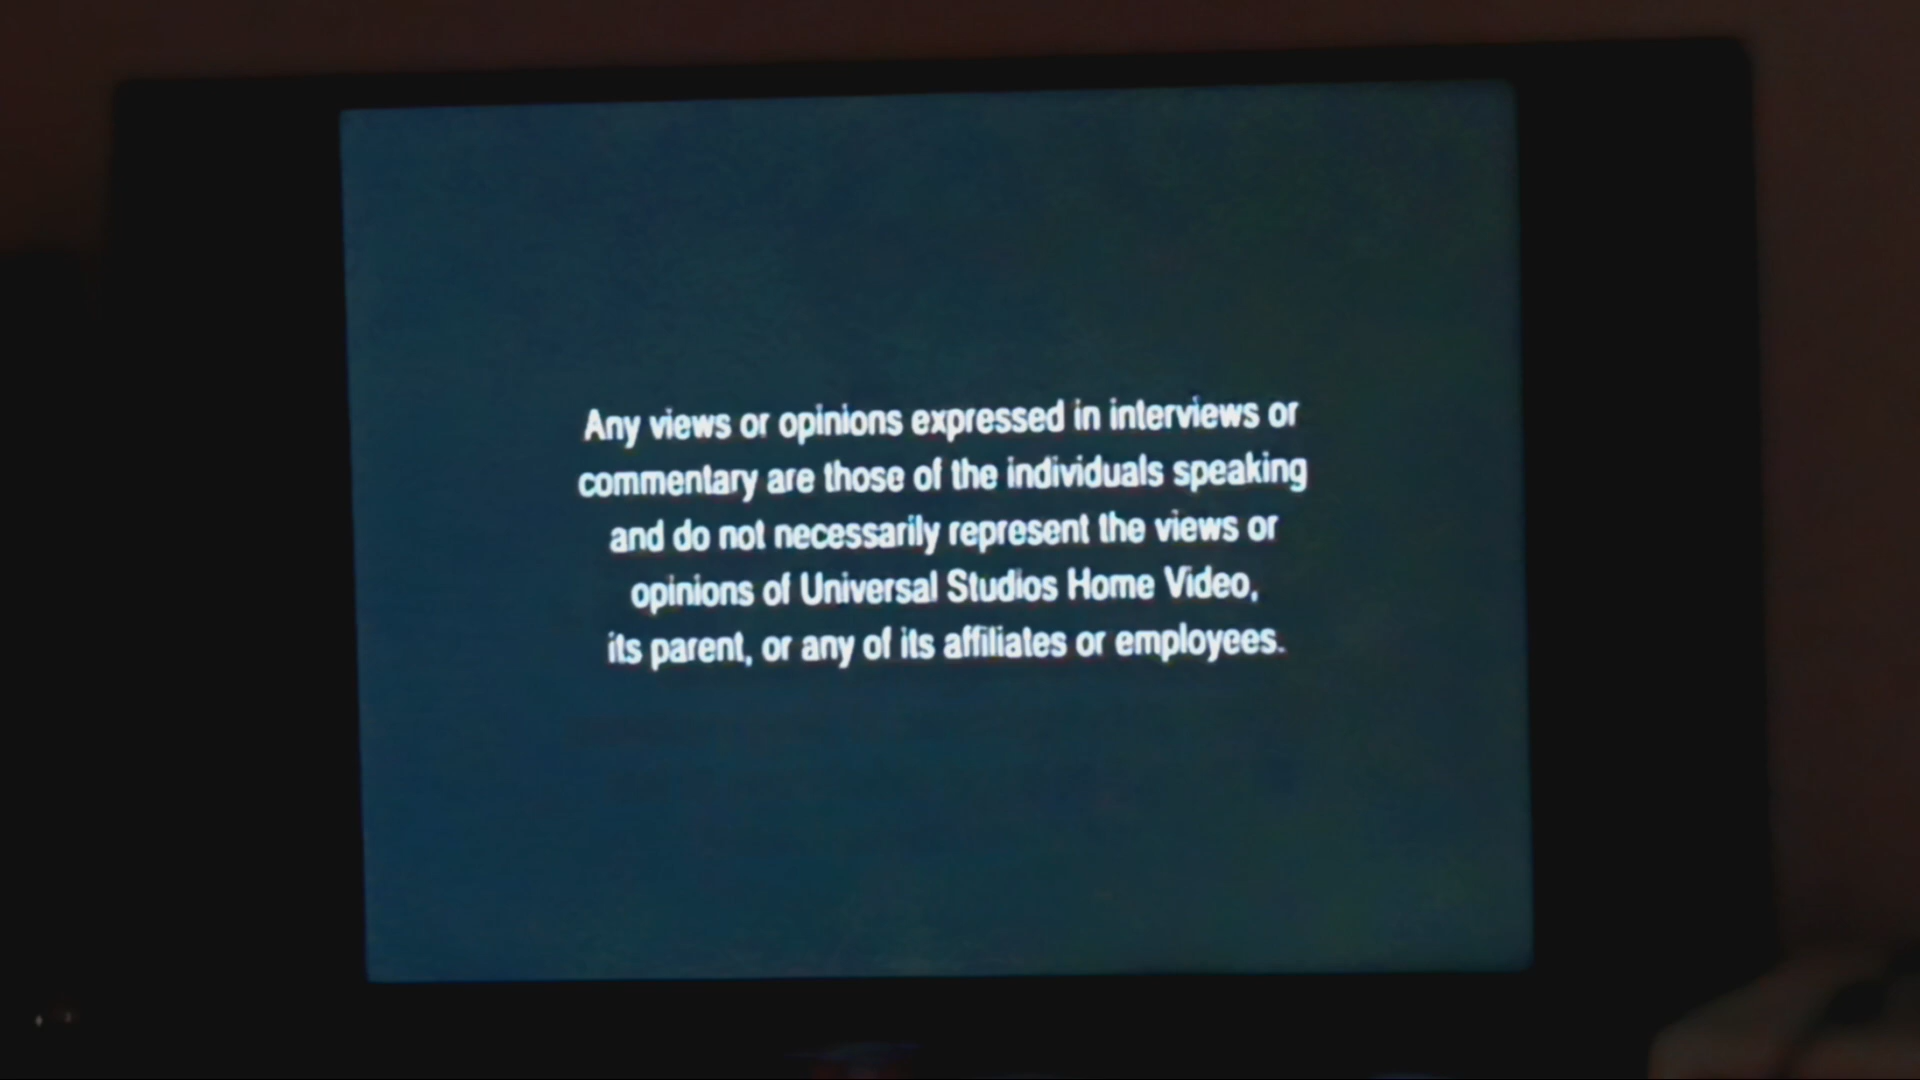 Any views or opinions expressed in interviews or
commentary are those of the individuals speaking
and do not necessarily represent the views or
opinions of Universal Studios Home Video,
its parent, or any of its affiliates or employees.